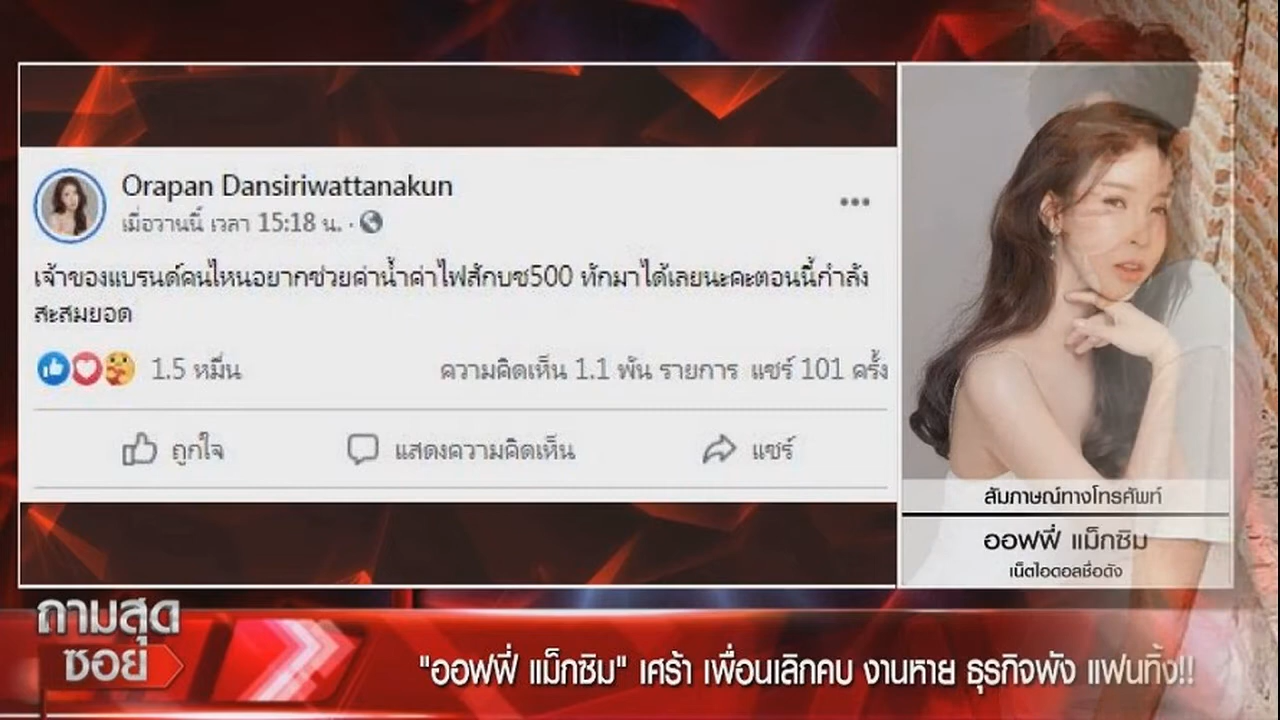 Orapan Dansiriwattanakun
เมื่อวานนี้ เวลา 15:18 น. ·
เจ้าของแบรนด์คนไหนอยากช่วยค่าน้ำค่าไฟสักบช500 ทักมาได้เลยนะคะตอนนี้กำลัง
สะสมยอด
1.5 หมื่น
ความคิดเห็น 1.1 พัน รายการ แชร์ 101 ครั้ง
ถูกใจ
แสดงความคิดเห็น
แชร์
สัมภาษณ์ทางโทรศัพท์
ออฟฟี่ แม็กซิม
เน็ตไอดอลชื่อดัง
ถามสุด
ซอย
"ออฟฟี่ แม็กซิม" เศร้า เพื่อนเลิกคบ งานหาย ธุรกิจพัง แฟนทิ้ง!!